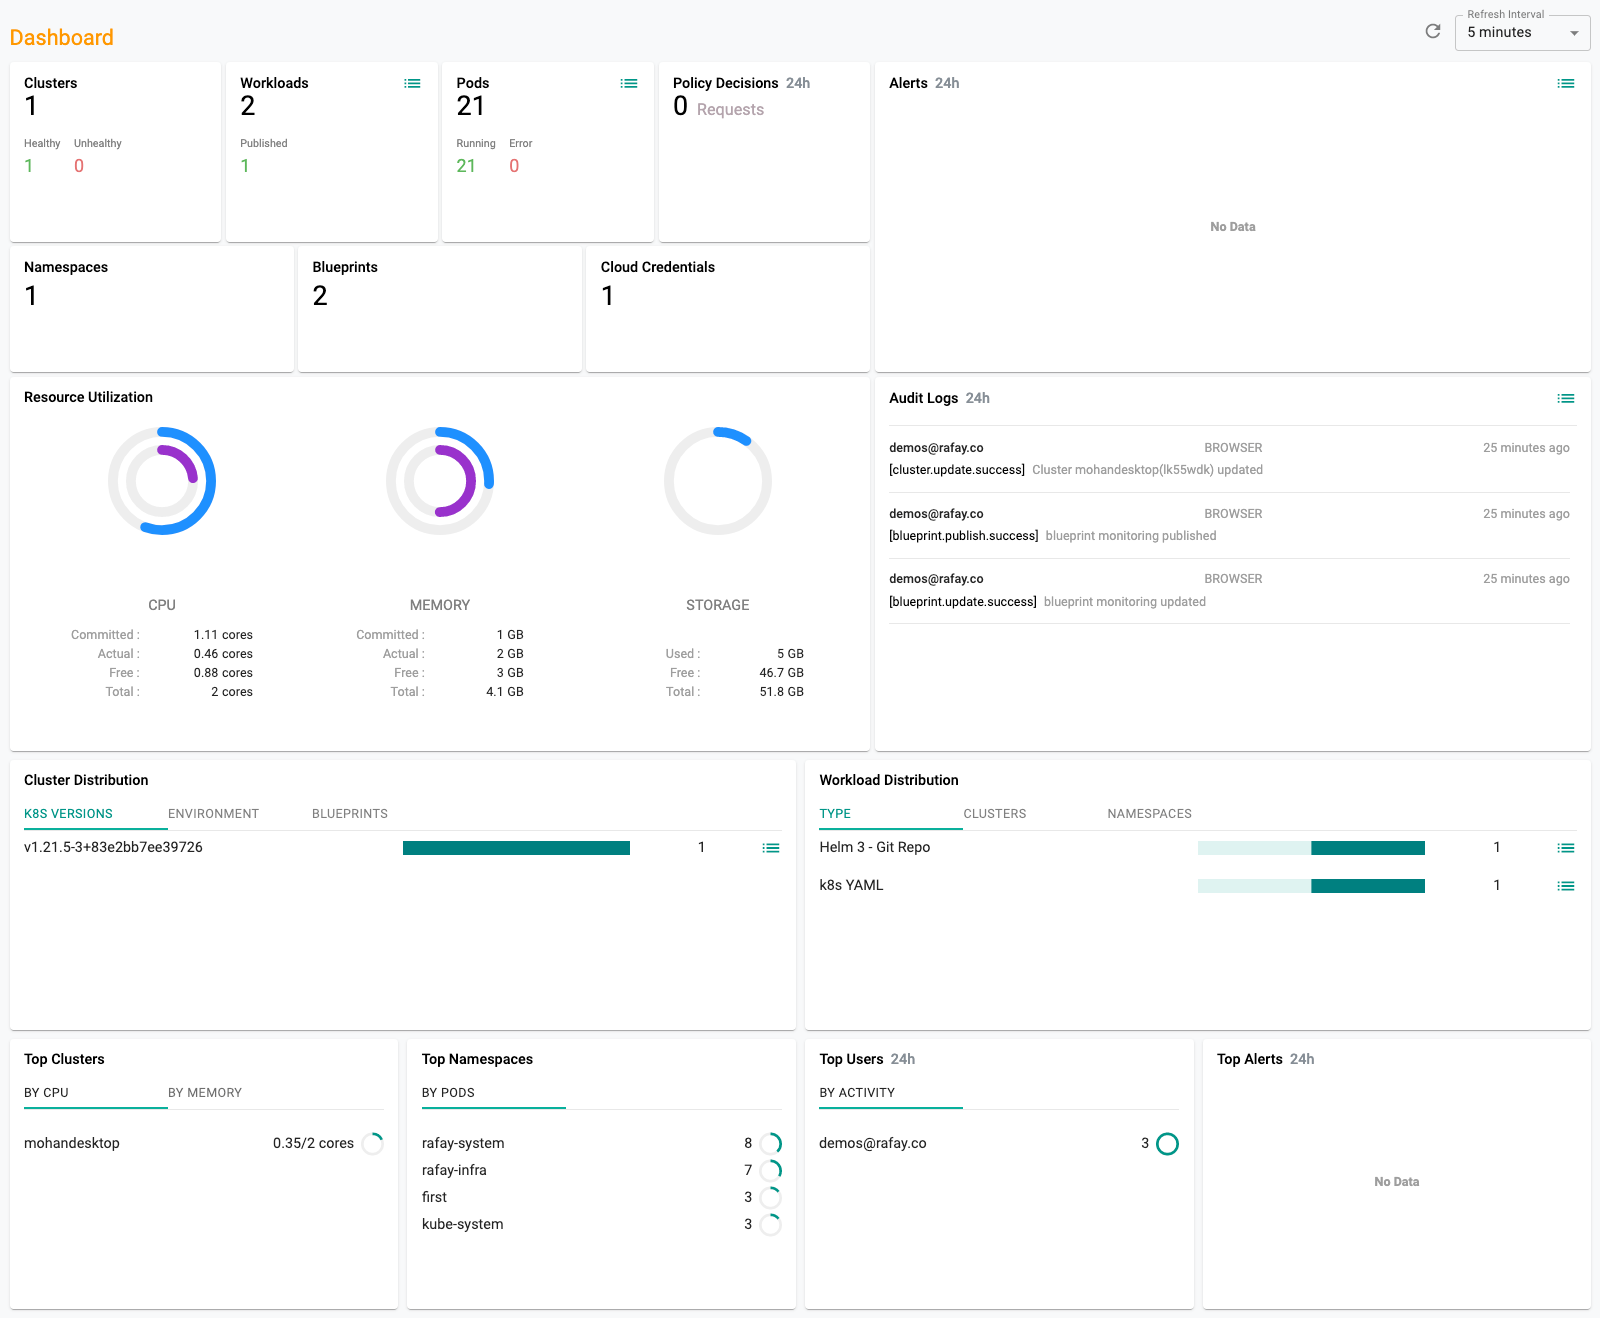 Dashboard
Refresh Interval
5 minutes
Clusters
1
Healthy Unhealthy
1 0
Workloads
2
Published
1
Pods
21
Running Error
21 0
Policy Decisions 24h
0 Requests
Alerts 24h
No Data
Namespaces
1
Blueprints
2
Cloud Credentials
1
Resource Utilization
CPU
Committed : 1.11 cores
Actual : 0.46 cores
Free : 0.88 cores
Total : 2 cores
MEMORY
Committed : 1 GB
Actual : 2 GB
Free : 3 GB
Total : 4.1 GB
STORAGE
Used : 5 GB
Free : 46.7 GB
Total : 51.8 GB
Audit Logs 24h
demos@rafay.co BROWSER 25 minutes ago
[cluster.update.success] Cluster mohandesktop(lk55wdk) updated
demos@rafay.co BROWSER 25 minutes ago
[blueprint.publish.success] blueprint monitoring published
demos@rafay.co BROWSER 25 minutes ago
[blueprint.update.success] blueprint monitoring updated
Cluster Distribution
K8S VERSIONS ENVIRONMENT BLUEPRINTS
v1.21.5-3+83e2bb7ee39726 1
Workload Distribution
TYPE CLUSTERS NAMESPACES
Helm 3 - Git Repo 1
k8s YAML 1
Top Clusters
BY CPU BY MEMORY
mohandesktop 0.35/2 cores
Top Namespaces
BY PODS
rafay-system 8
rafay-infra 7
first 3
kube-system 3
Top Users 24h
BY ACTIVITY
demos@rafay.co 3
Top Alerts 24h
No Data